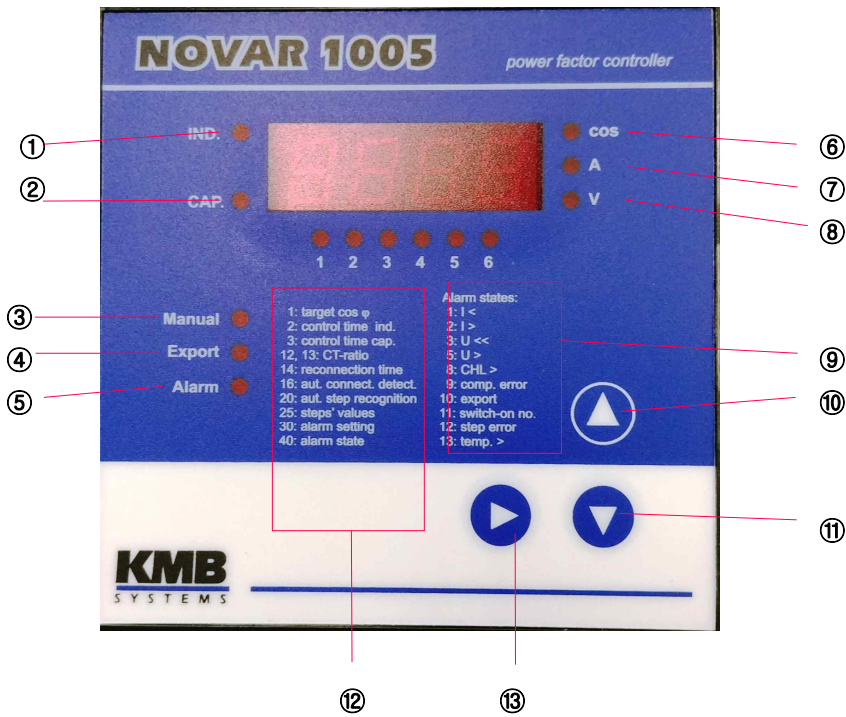 NOVAR 1005
power factor controller
① IND. cos ⑥
A ⑦
② CAP. V ⑧
1 2 3 4 5 6
③ Manual
④ Export
⑤ Alarm
1: target cos φ
2: control time ind.
3: control time cap.
12, 13: CT-ratio
14: reconnection time
16: aut. connect. detect.
20: aut. step recognition
25: steps' values
30: alarm setting
40: alarm state
Alarm states:
1: I <
2: I >
3: U <<
5: U >
8: CHL >
9: comp. error
10: export
11: switch-on no.
12: step error
13: temp. >
⑨
⑩
⑪
KMB
SYSTEMS
⑫ ⑬